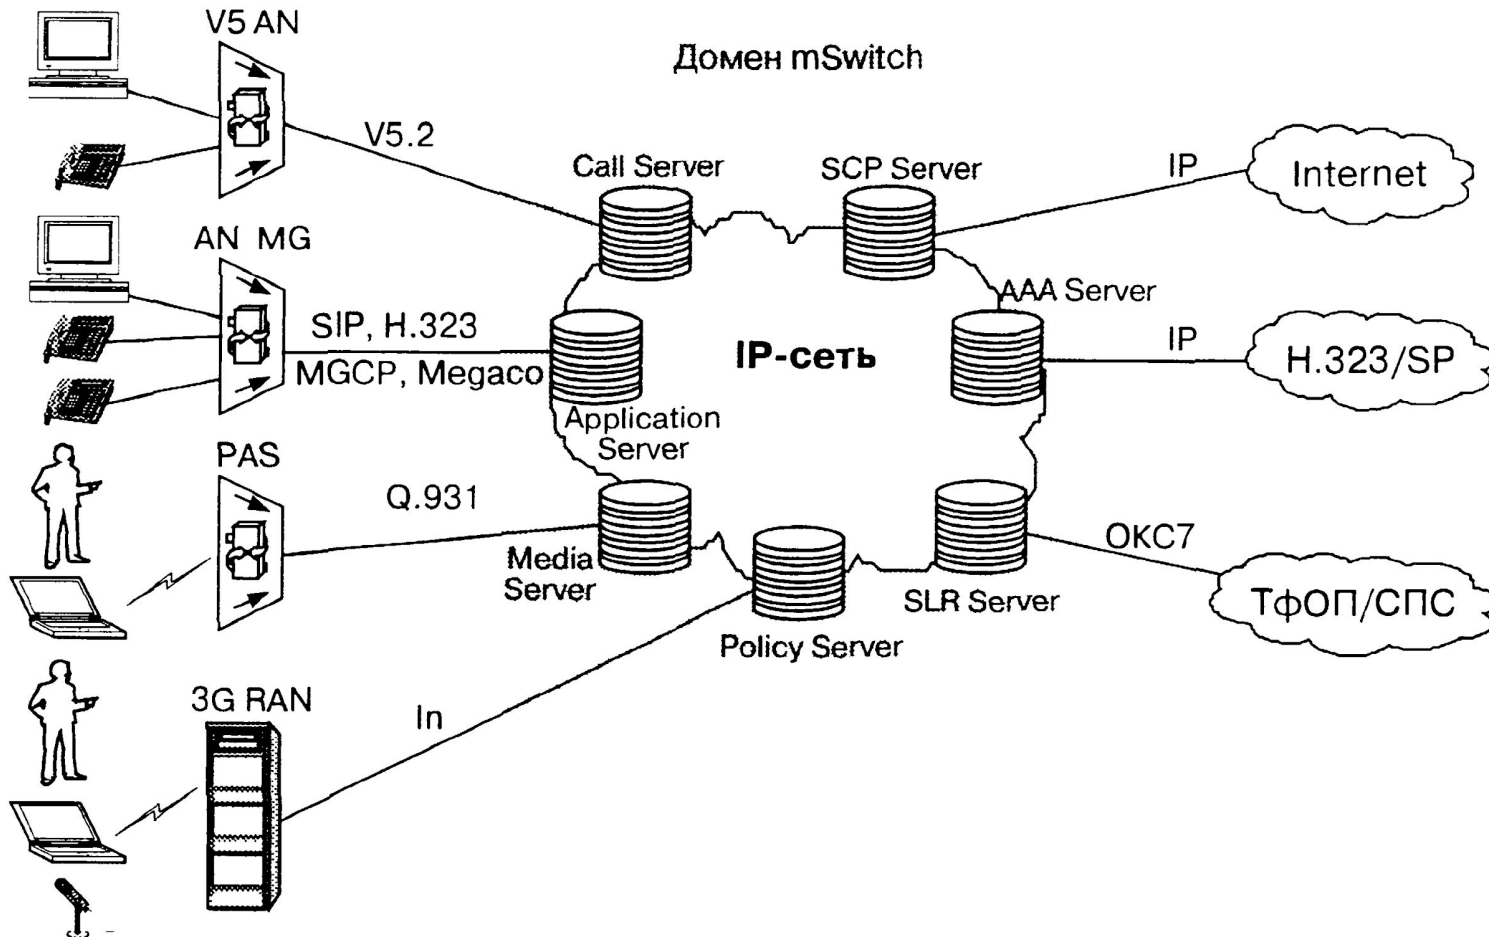 V5 AN
Домен mSwitch
V5.2
Call Server
SCP Server
IP
Internet
AN MG
SIP, H.323
MGCP, Megaco
AAA Server
IP-сеть
IP
H.323/SP
Application
Server
PAS
Q.931
Media
Server
ОКС7
SLR Server
ТфОП/СПС
Policy Server
3G RAN
In